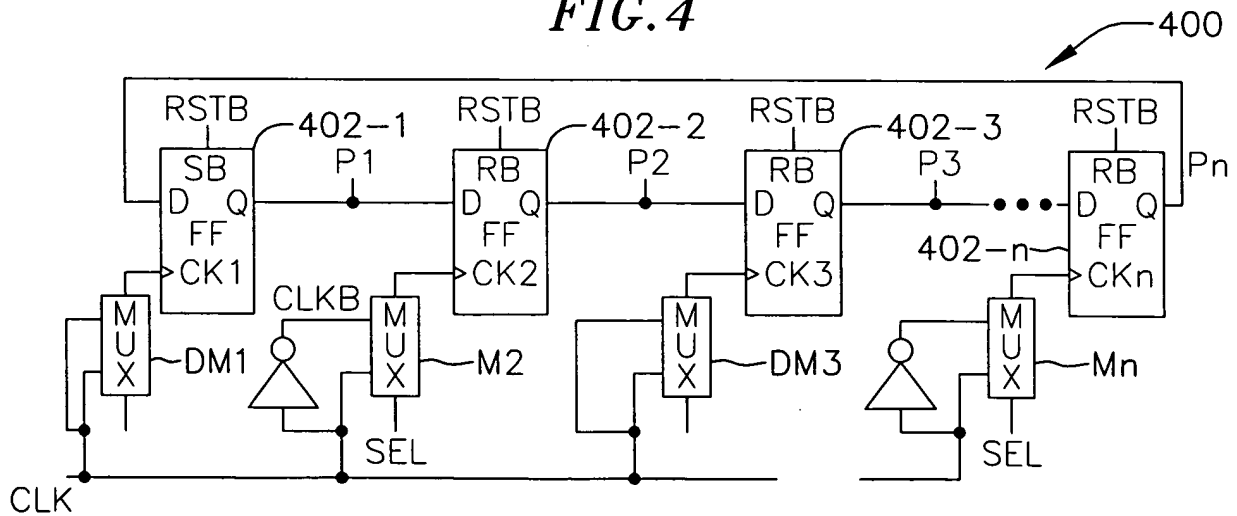 FIG. 4
400
RSTB RSTB RSTB RSTB
402-1 402-2 402-3
SB P1 RB P2 RB P3 RB Pn
D Q D Q D Q D Q
FF FF FF FF
402-n
CK1 CK2 CK3 CKn
CLKB
MUX MUX MUX MUX
DM1 M2 DM3 Mn
SEL SEL
CLK